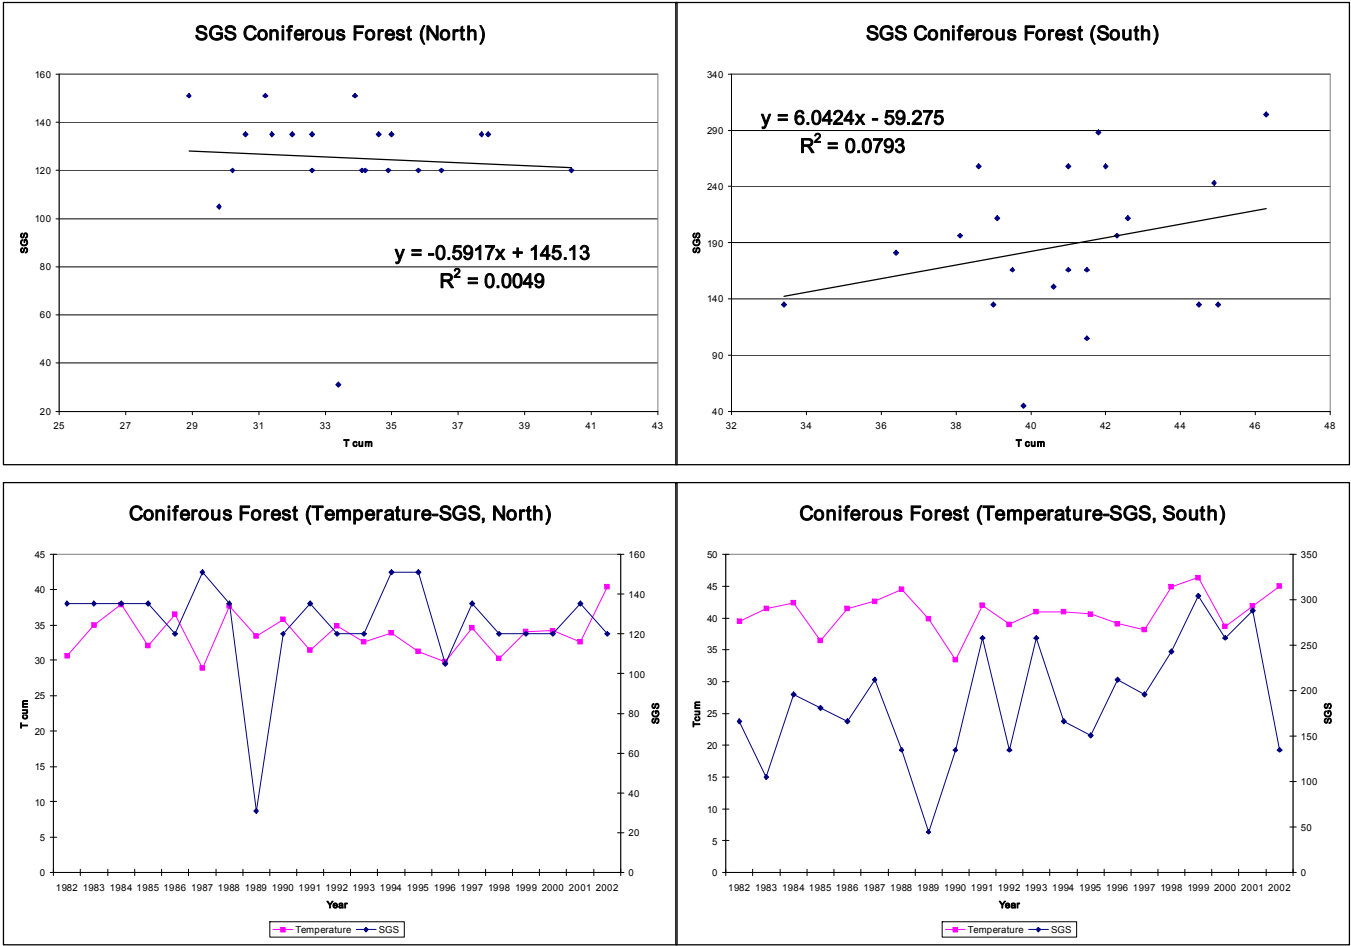 SGS Coniferous Forest (North)
160
140
120
100
80
60
40
20
SGS
y = -0.5917x + 145.13
R² = 0.0049
25 27 29 31 33 35 37 39 41 43
T cum
SGS Coniferous Forest (South)
340
290
240
190
140
90
40
SGS
y = 6.0424x - 59.275
R² = 0.0793
32 34 36 38 40 42 44 46 48
T cum
Coniferous Forest (Temperature-SGS, North)
45
40
35
30
25
20
15
10
5
0
T cum
160
140
120
100
80
60
40
20
0
SGS
1982 1983 1984 1985 1986 1987 1988 1989 1990 1991 1992 1993 1994 1995 1996 1997 1998 1999 2000 2001 2002
Year
Temperature SGS
Coniferous Forest (Temperature-SGS, South)
50
45
40
35
30
25
20
15
10
5
0
Tcum
350
300
250
200
150
100
50
0
SGS
1982 1983 1984 1985 1986 1987 1988 1989 1990 1991 1992 1993 1994 1995 1996 1997 1998 1999 2000 2001 2002
Year
Temperature SGS